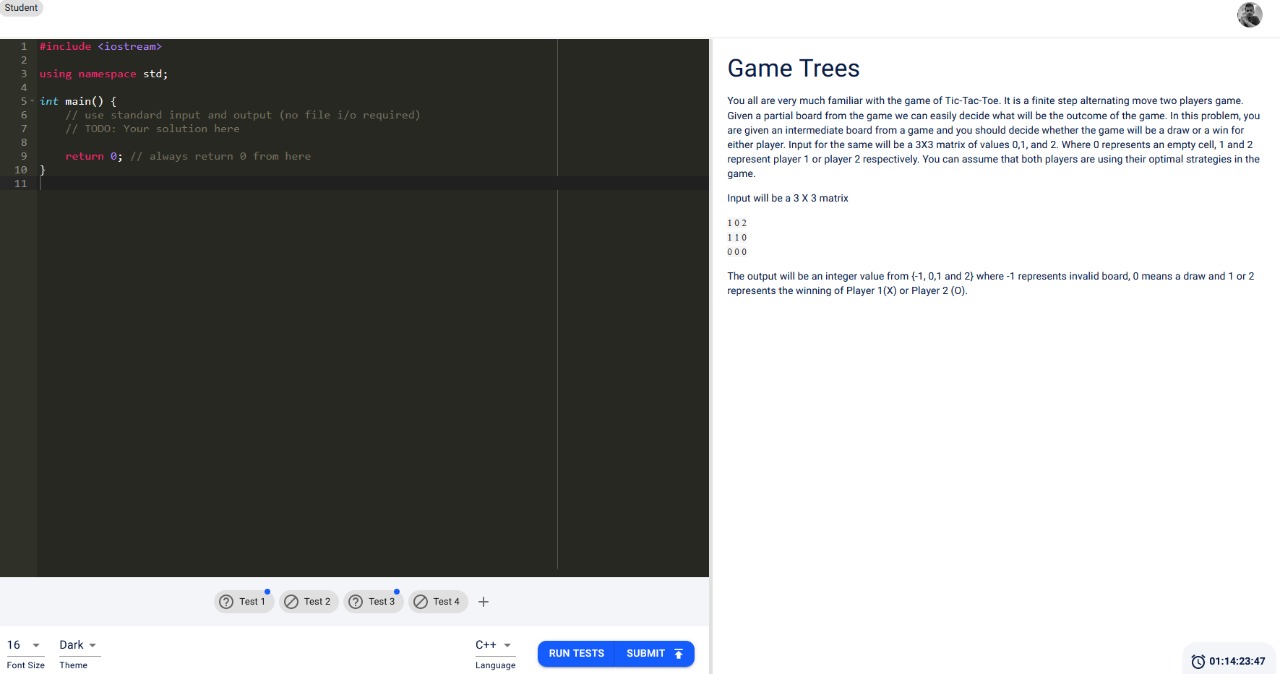 Student
1 #include <iostream>
2
3 using namespace std;
4
5 int main() {
6 // use standard input and output (no file i/o required)
7 // TODO: Your solution here
8
9 return 0; // always return 0 from here
10 }
11
Test 1 Test 2 Test 3 Test 4 +
16 Dark C++ RUN TESTS SUBMIT
Font Size Theme Language
Game Trees
You all are very much familiar with the game of Tic-Tac-Toe. It is a finite step alternating move two players game.
Given a partial board from the game we can easily decide what will be the outcome of the game. In this problem, you
are given an intermediate board from a game and you should decide whether the game will be a draw or a win for
either player. Input for the same will be a 3X3 matrix of values 0,1, and 2. Where 0 represents an empty cell, 1 and 2
represent player 1 or player 2 respectively. You can assume that both players are using their optimal strategies in the
game.
Input will be a 3 X 3 matrix
1 0 2
1 1 0
0 0 0
The output will be an integer value from {-1, 0,1 and 2} where -1 represents invalid board, 0 means a draw and 1 or 2
represents the winning of Player 1(X) or Player 2 (O).
01:14:23:47